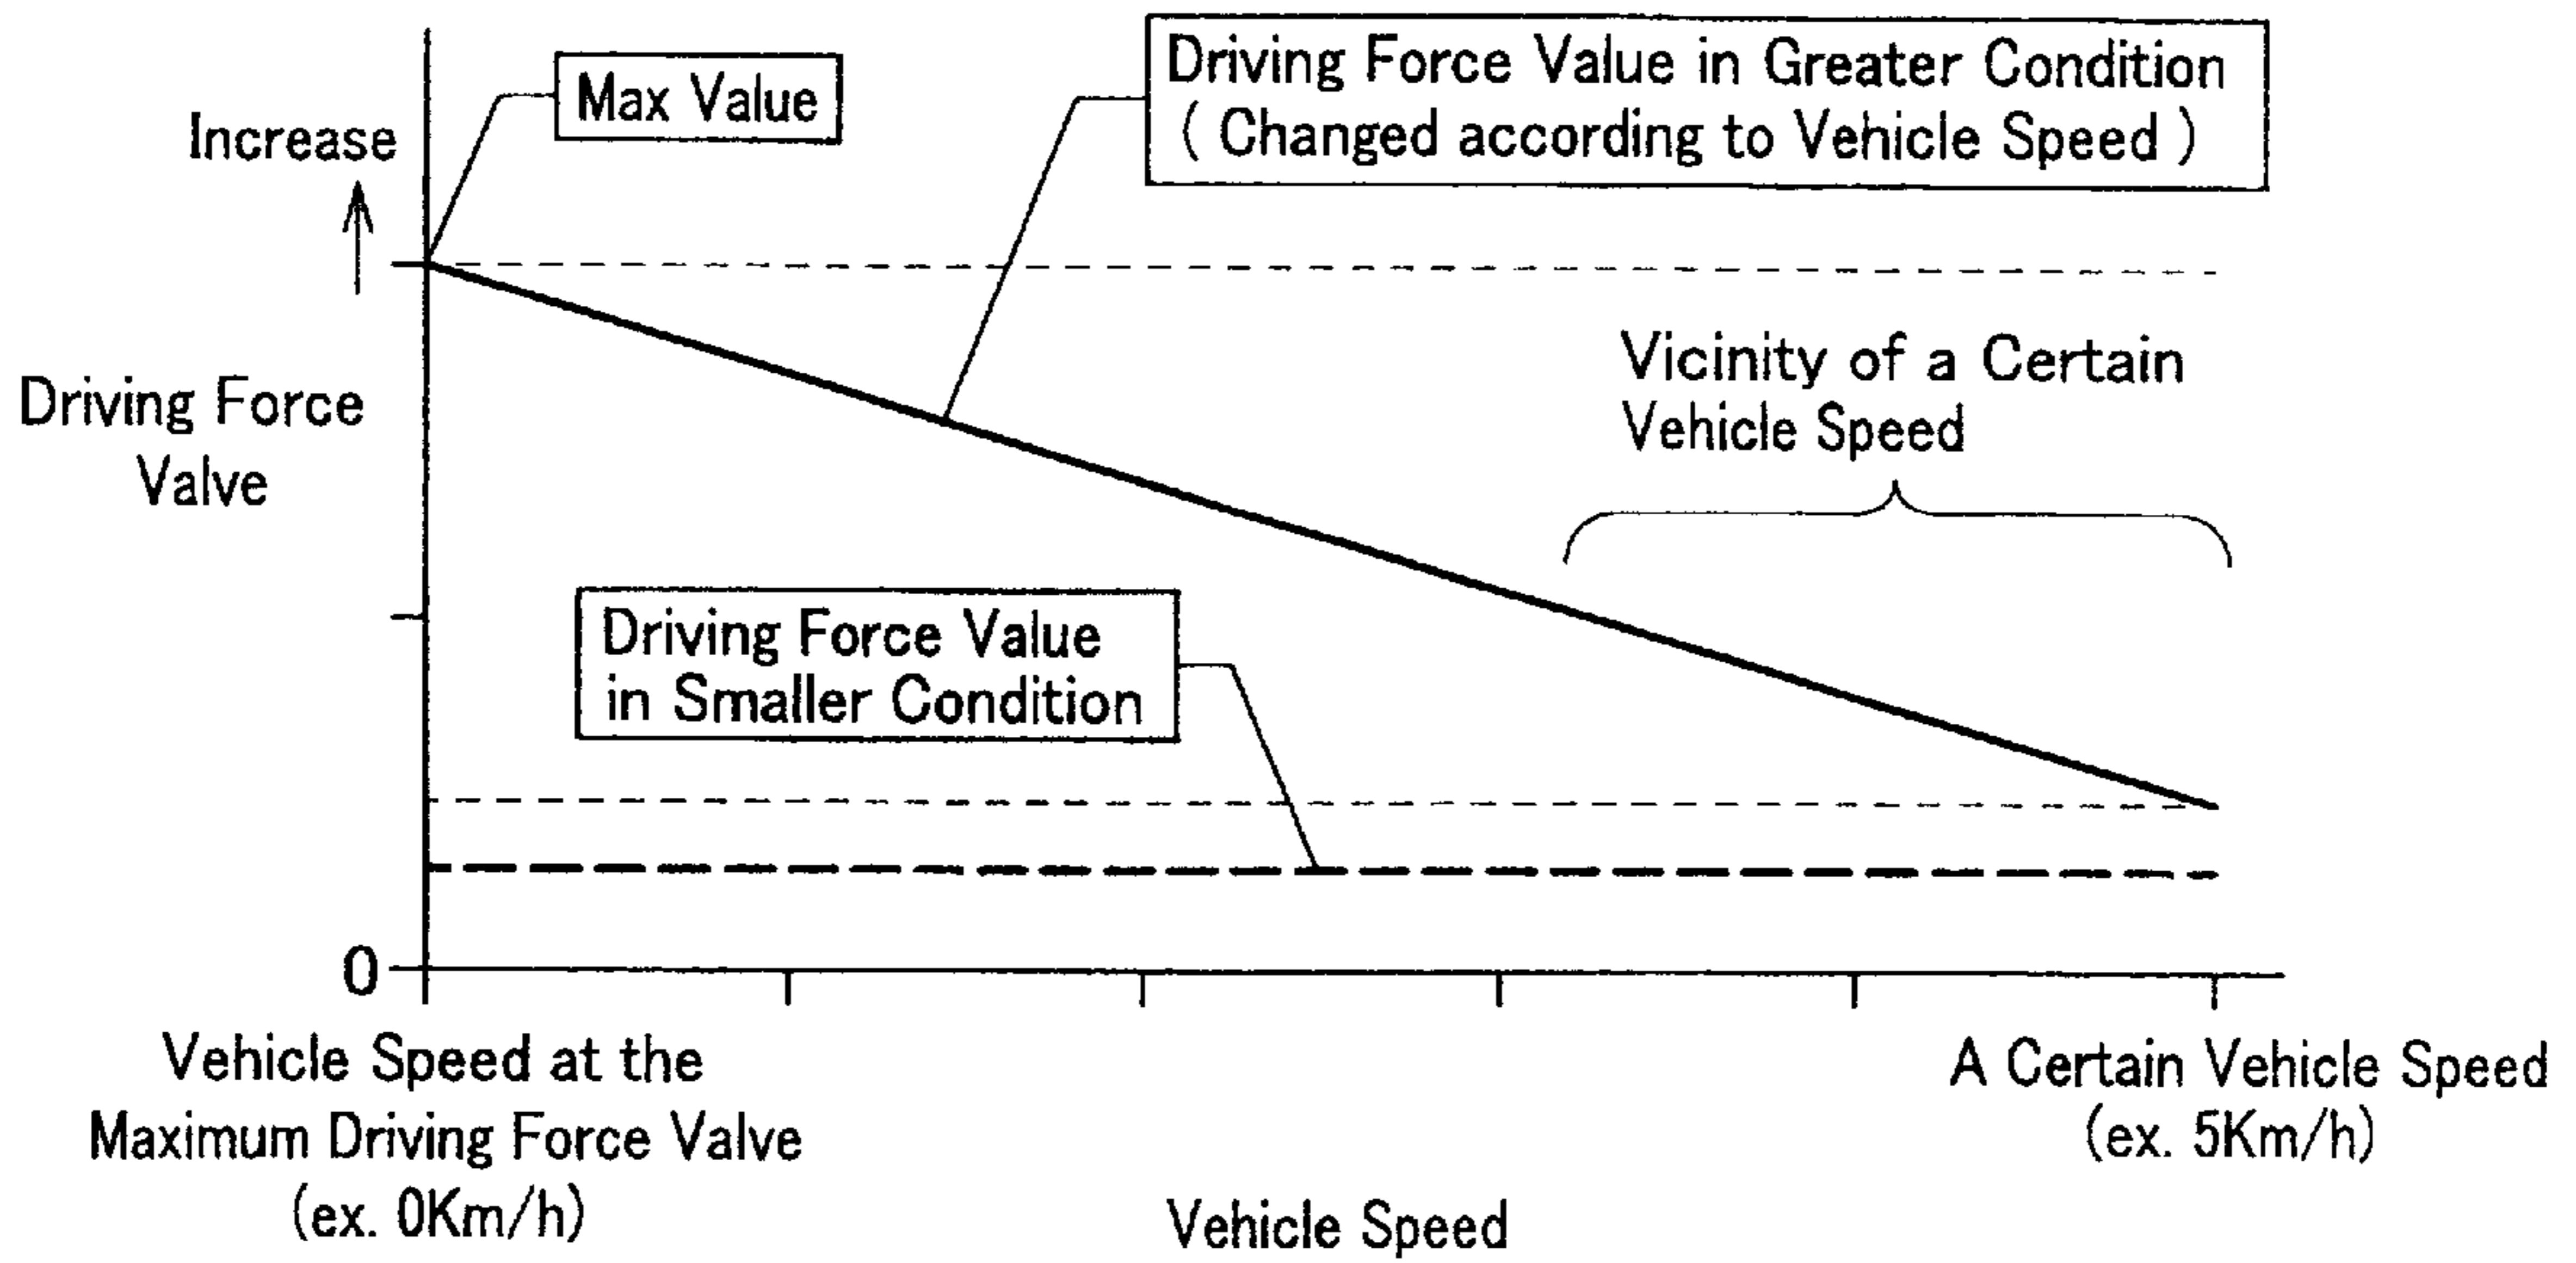 Max Value
Driving Force Value in Greater Condition
( Changed according to Vehicle Speed )
Increase
Driving Force
Valve
Vicinity of a Certain
Vehicle Speed
Driving Force Value
in Smaller Condition
0
Vehicle Speed at the
Maximum Driving Force Valve
(ex. 0Km/h)
A Certain Vehicle Speed
(ex. 5Km/h)
Vehicle Speed